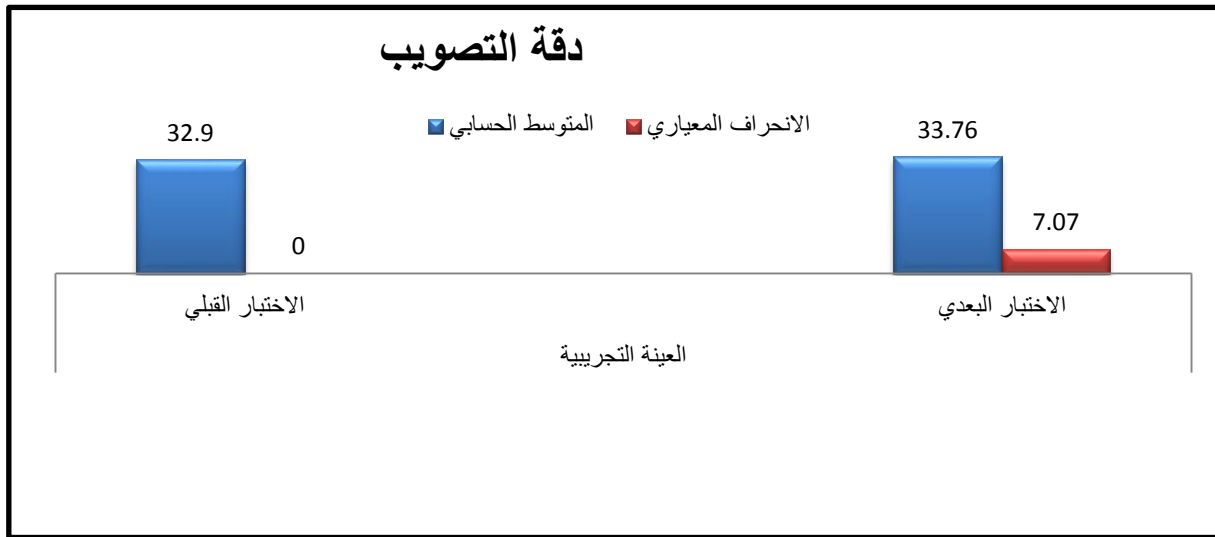 دقة التصويب
المتوسط الحسابي الانحراف المعياري
32.9 33.76
0 7.07
الاختبار القبلي الاختبار البعدي
العينة التجريبية